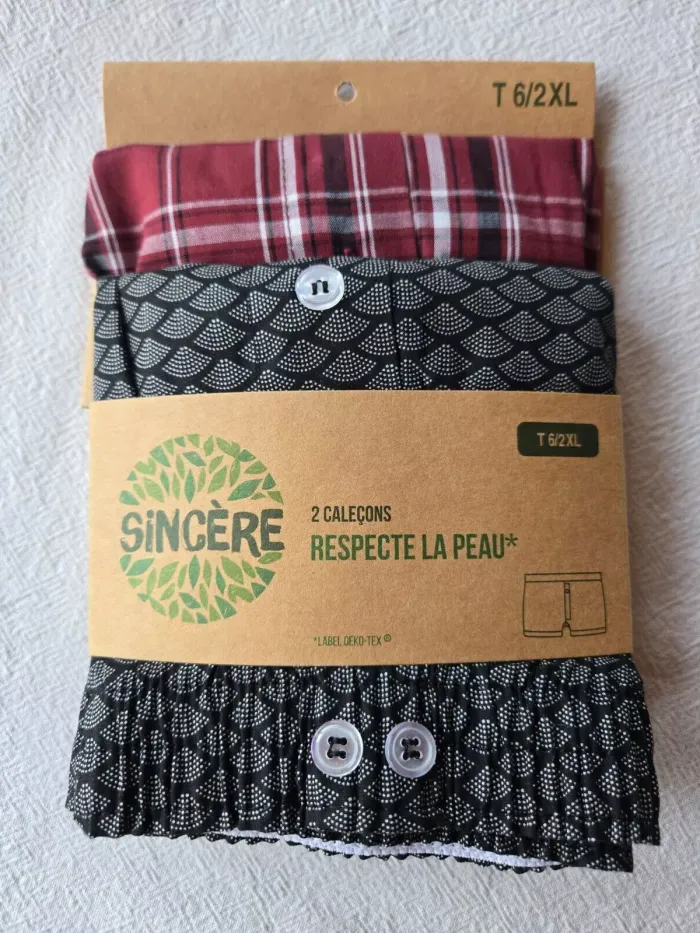 T 6/2XL
T 6/2XL
SINCÈRE
2 CALEÇONS
RESPECTE LA PEAU*
*LABEL OEKO-TEX ®